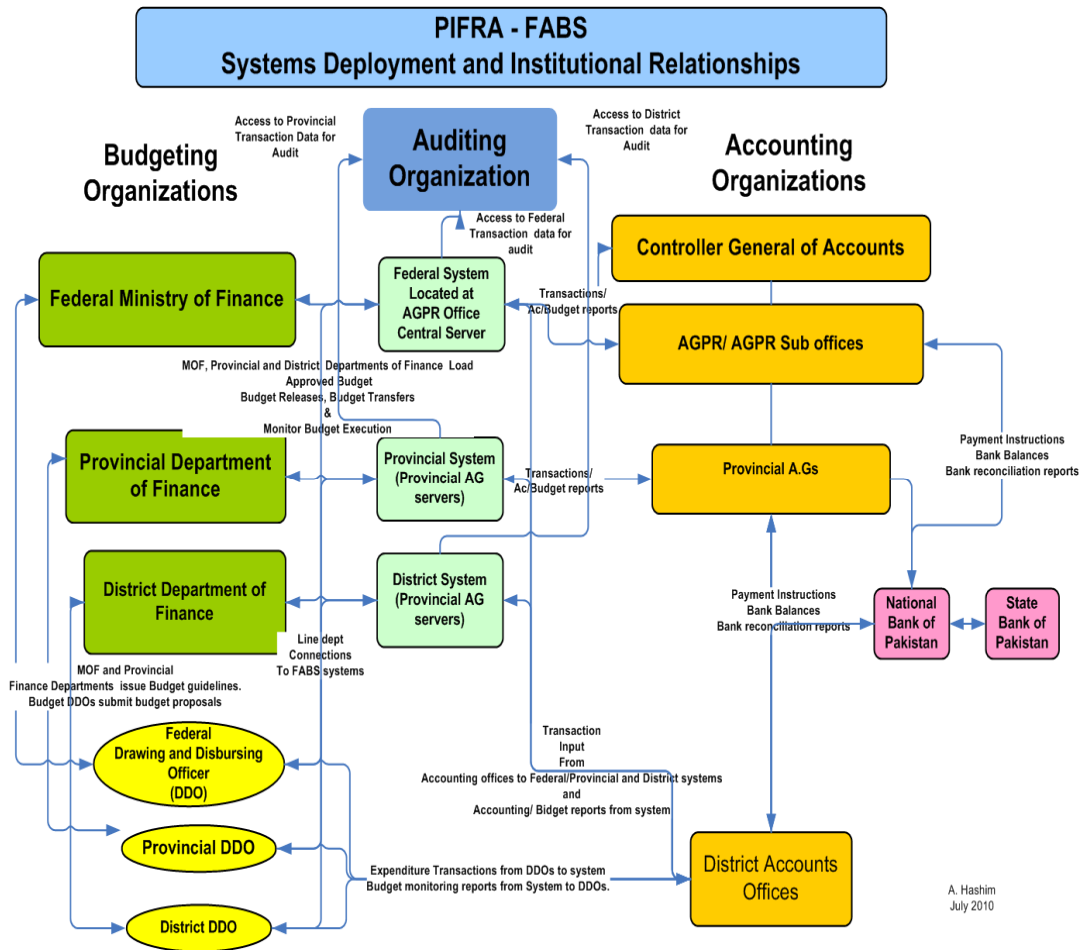 PIFRA - FABS
Systems Deployment and Institutional Relationships
Access to Provincial
Transaction Data for
Audit
Auditing
Organization
Access to District
Transaction data for
Audit
Budgeting
Organizations
Accounting
Organizations
Access to Federal
Transaction data for
audit
Controller General of Accounts
Federal Ministry of Finance
Federal System
Located at
AGPR Office
Central Server
Transactions/
Ac/Budget reports
AGPR/ AGPR Sub offices
MOF, Provincial and District Departments of Finance Load
Approved Budget
Budget Releases, Budget Transfers
&
Monitor Budget Execution
Provincial Department
of Finance
Provincial System
(Provincial AG
servers)
Transactions/
Ac/Budget reports
Provincial A.Gs
Payment Instructions
Bank Balances
Bank reconciliation reports
District Department of
Finance
District System
(Provincial AG
servers)
Payment Instructions
Bank Balances
Bank reconciliation reports
National
Bank of
Pakistan
State
Bank of
Pakistan
Line dept
Connections
To FABS systems
MOF and Provincial
Finance Departments issue Budget guidelines.
Budget DDOs submit budget proposals
Federal
Drawing and Disbursing
Officer
(DDO)
Transaction
Input
From
Accounting offices to Federal/Provincial and District systems
and
Accounting/ Bidget reports from system
Provincial DDO
Expenditure Transactions from DDOs to system
Budget monitoring reports from System to DDOs.
District Accounts
Offices
District DDO
A. Hashim
July 2010